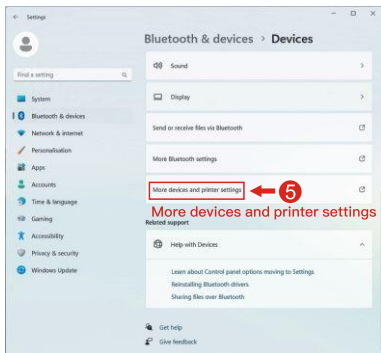 Settings
Bluetooth & devices > Devices
Find a setting
System
Bluetooth & devices
Network & internet
Personalisation
Apps
Accounts
Time & language
Gaming
Accessibility
Privacy & security
Windows Update
Sound
Display
Send or receive files via Bluetooth
More Bluetooth settings
More devices and printer settings
5
More devices and printer settings
Related support
Help with Devices
Learn about Control panel options moving to Settings
Reinstalling Bluetooth drivers
Sharing files over Bluetooth
Get help
Give feedback